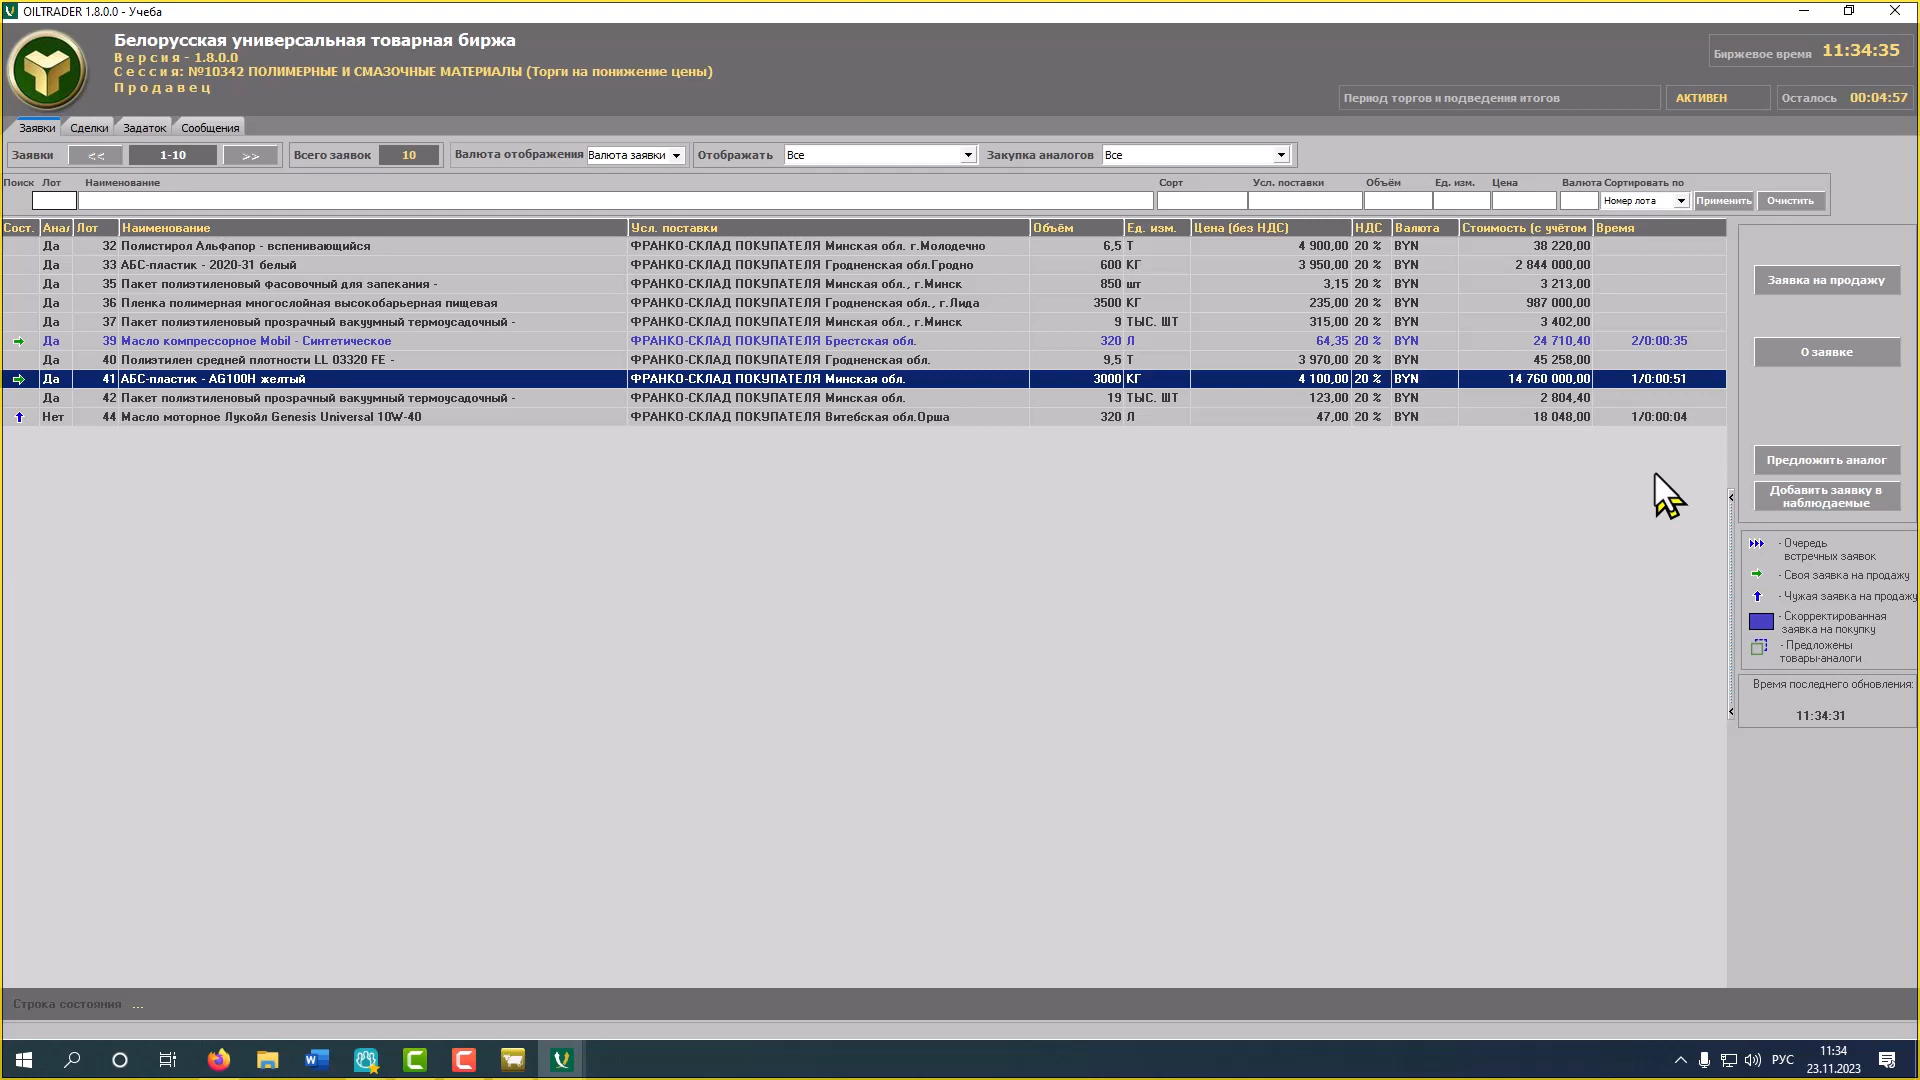 OILTRADER 1.8.0.0 - Учеба
Белорусская универсальная товарная биржа
Версия - 1.8.0.0
Сессия: №10342 ПОЛИМЕРНЫЕ И СМАЗОЧНЫЕ МАТЕРИАЛЫ (Торги на понижение цены)
Продавец
Биржевое время 11:34:35
Период торгов и подведения итогов АКТИВЕН Осталось 00:04:57
Заявки Сделки Задаток Сообщения
Заявки << 1-10 >> Всего заявок 10 Валюта отображения Валюта заявки Отображать Все Закупка аналогов Все
Поиск Лот Наименование Сорт Усл. поставки Объём Ед. изм. Цена Валюта Сортировать по
Номер лота Применить Очистить
Сост. Анал Лот Наименование Усл. поставки Объём Ед. изм. Цена (без НДС) НДС Валюта Стоимость (с учётом Время
Да 32 Полистирол Альфапор - вспенивающийся ФРАНКО-СКЛАД ПОКУПАТЕЛЯ Минская обл. г.Молодечно 6,5 Т 4 900,00 20 % BYN 38 220,00
Да 33 АБС-пластик - 2020-31 белый ФРАНКО-СКЛАД ПОКУПАТЕЛЯ Гродненская обл.Гродно 600 КГ 3 950,00 20 % BYN 2 844 000,00
Да 35 Пакет полиэтиленовый фасовочный для запекания - ФРАНКО-СКЛАД ПОКУПАТЕЛЯ Минская обл., г.Минск 850 шт 3,15 20 % BYN 3 213,00
Да 36 Пленка полимерная многослойная высокобарьерная пищевая ФРАНКО-СКЛАД ПОКУПАТЕЛЯ Гродненская обл., г.Лида 3500 КГ 235,00 20 % BYN 987 000,00
Да 37 Пакет полиэтиленовый прозрачный вакуумный термоусадочный - ФРАНКО-СКЛАД ПОКУПАТЕЛЯ Минская обл., г.Минск 9 ТЫС. ШТ 315,00 20 % BYN 3 402,00
Да 39 Масло компрессорное Mobil - Синтетическое ФРАНКО-СКЛАД ПОКУПАТЕЛЯ Брестская обл. 320 Л 64,35 20 % BYN 24 710,40 2/0:00:35
Да 40 Полиэтилен средней плотности LL 03320 FE - ФРАНКО-СКЛАД ПОКУПАТЕЛЯ Гродненская обл. 9,5 Т 3 970,00 20 % BYN 45 258,00
Да 41 АБС-пластик - AG100H желтый ФРАНКО-СКЛАД ПОКУПАТЕЛЯ Минская обл. 3000 КГ 4 100,00 20 % BYN 14 760 000,00 1/0:00:51
Да 42 Пакет полиэтиленовый прозрачный вакуумный термоусадочный - ФРАНКО-СКЛАД ПОКУПАТЕЛЯ Минская обл. 19 ТЫС. ШТ 123,00 20 % BYN 2 804,40
Нет 44 Масло моторное Лукойл Genesis Universal 10W-40 ФРАНКО-СКЛАД ПОКУПАТЕЛЯ Витебская обл.Орша 320 Л 47,00 20 % BYN 18 048,00 1/0:00:04
Заявка на продажу
О заявке
Предложить аналог
Добавить заявку в
наблюдаемые
- Очередь
встречных заявок
- Своя заявка на продажу
- Чужая заявка на продажу
- Скорректированная
заявка на покупку
- Предложены
товары-аналоги
Время последнего обновления:
11:34:31
Строка состояния ...
РУС
11:34
23.11.2023